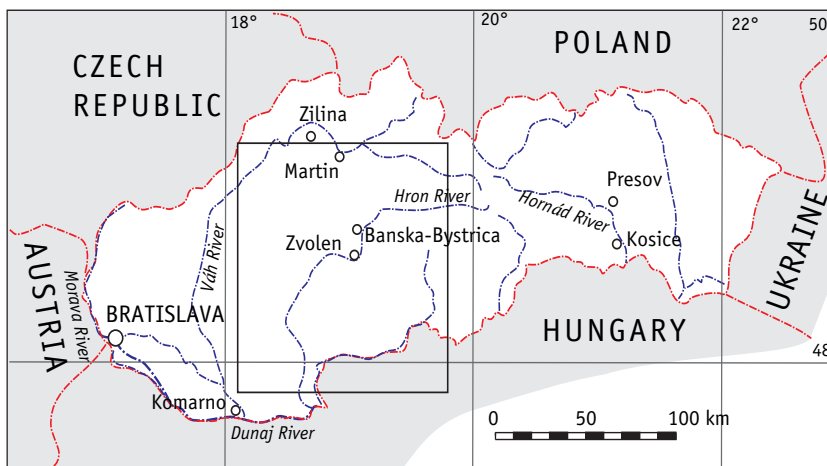 18°
20°
22°
50
POLAND
CZECH
REPUBLIC
Zilina
Martin
Hron River
Presov
Hornád River
Banska-Bystrica
Kosice
Zvolen
Váh River
UKRAINE
AUSTRIA
Morava River
BRATISLAVA
HUNGARY
48
Komarno
Dunaj River
0 50 100 km